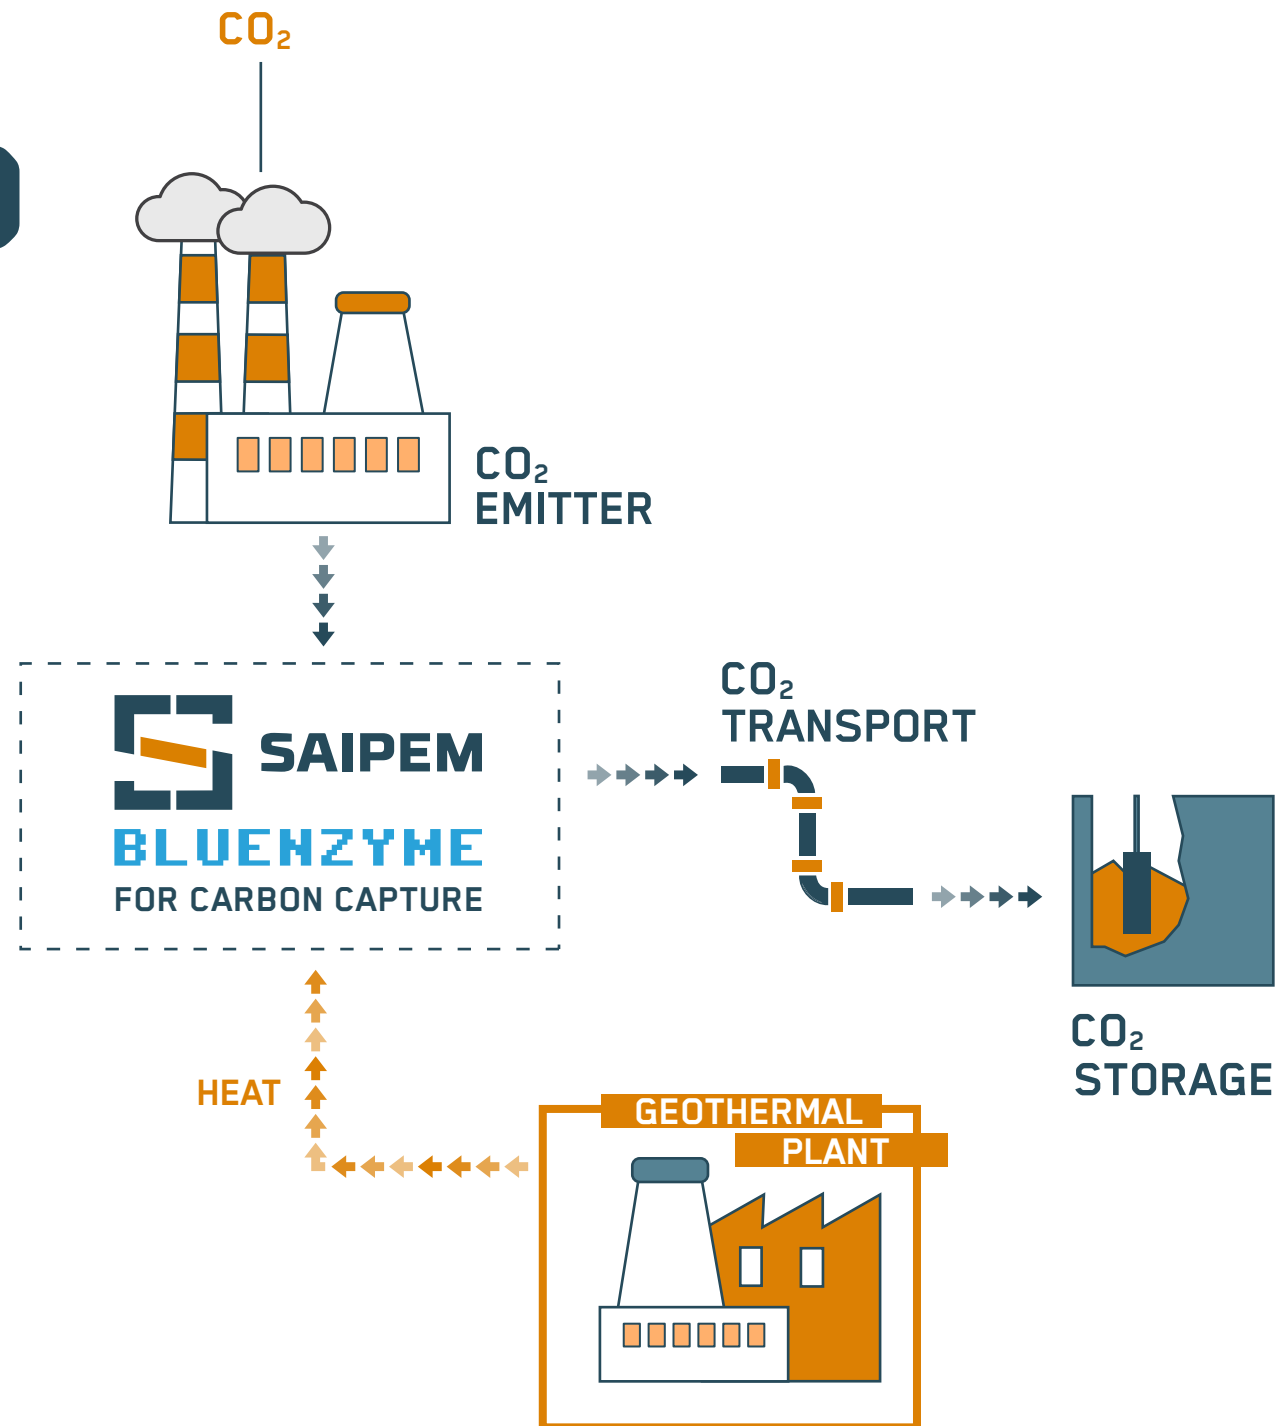 CO₂
CO₂
EMITTER
SAIPEM
BLUENZYME
FOR CARBON CAPTURE
CO₂
TRANSPORT
CO₂
STORAGE
HEAT
GEOTHERMAL
PLANT